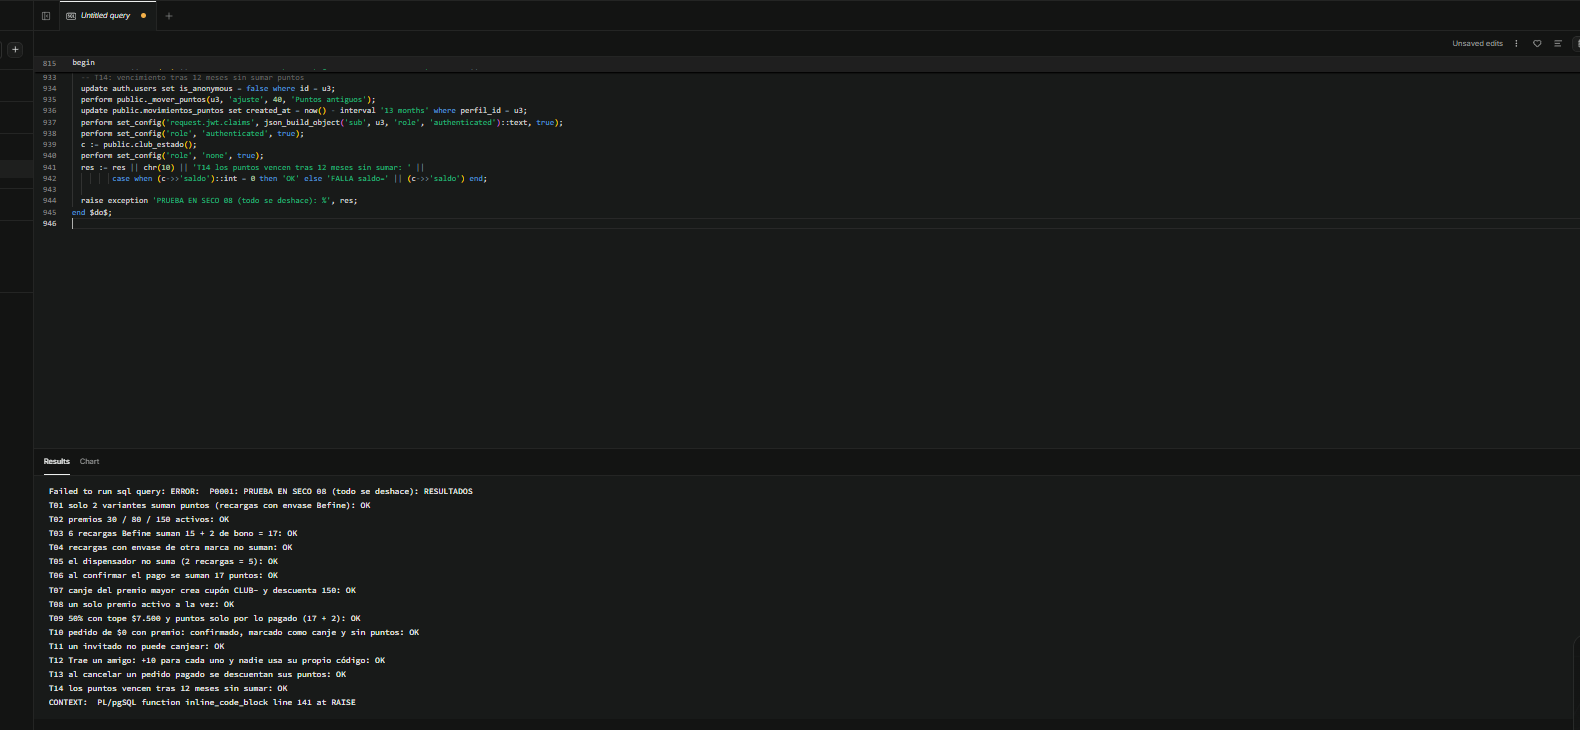 Untitled query
Unsaved edits
815 begin
933 -- T14: vencimiento tras 12 meses sin sumar puntos
934 update auth.users set is_anonymous = false where id = u3;
935 perform public._mover_puntos(u3, 'ajuste', 40, 'Puntos antiguos');
936 update public.movimientos_puntos set created_at = now() - interval '13 months' where perfil_id = u3;
937 perform set_config('request.jwt.claims', json_build_object('sub', u3, 'role', 'authenticated')::text, true);
938 perform set_config('role', 'authenticated', true);
939 c := public.club_estado();
940 perform set_config('role', 'none', true);
941 res := res || chr(10) || 'T14 los puntos vencen tras 12 meses sin sumar: ' ||
942 case when (c->>'saldo')::int = 0 then 'OK' else 'FALLA saldo=' || (c->>'saldo') end;
943
944 raise exception 'PRUEBA EN SECO 08 (todo se deshace): %', res;
945 end $do$;
946
Results Chart
Failed to run sql query: ERROR: P0001: PRUEBA EN SECO 08 (todo se deshace): RESULTADOS
T01 solo 2 variantes suman puntos (recargas con envase Befine): OK
T02 premios 30 / 80 / 150 activos: OK
T03 6 recargas Befine suman 15 + 2 de bono = 17: OK
T04 recargas con envase de otra marca no suman: OK
T05 el dispensador no suma (2 recargas = 5): OK
T06 al confirmar el pago se suman 17 puntos: OK
T07 canje del premio mayor crea cupón CLUB- y descuenta 150: OK
T08 un solo premio activo a la vez: OK
T09 50% con tope $7.500 y puntos solo por lo pagado (17 + 2): OK
T10 pedido de $0 con premio: confirmado, marcado como canje y sin puntos: OK
T11 un invitado no puede canjear: OK
T12 Trae un amigo: +10 para cada uno y nadie usa su propio código: OK
T13 al cancelar un pedido pagado se descuentan sus puntos: OK
T14 los puntos vencen tras 12 meses sin sumar: OK
CONTEXT: PL/pgSQL function inline_code_block line 141 at RAISE